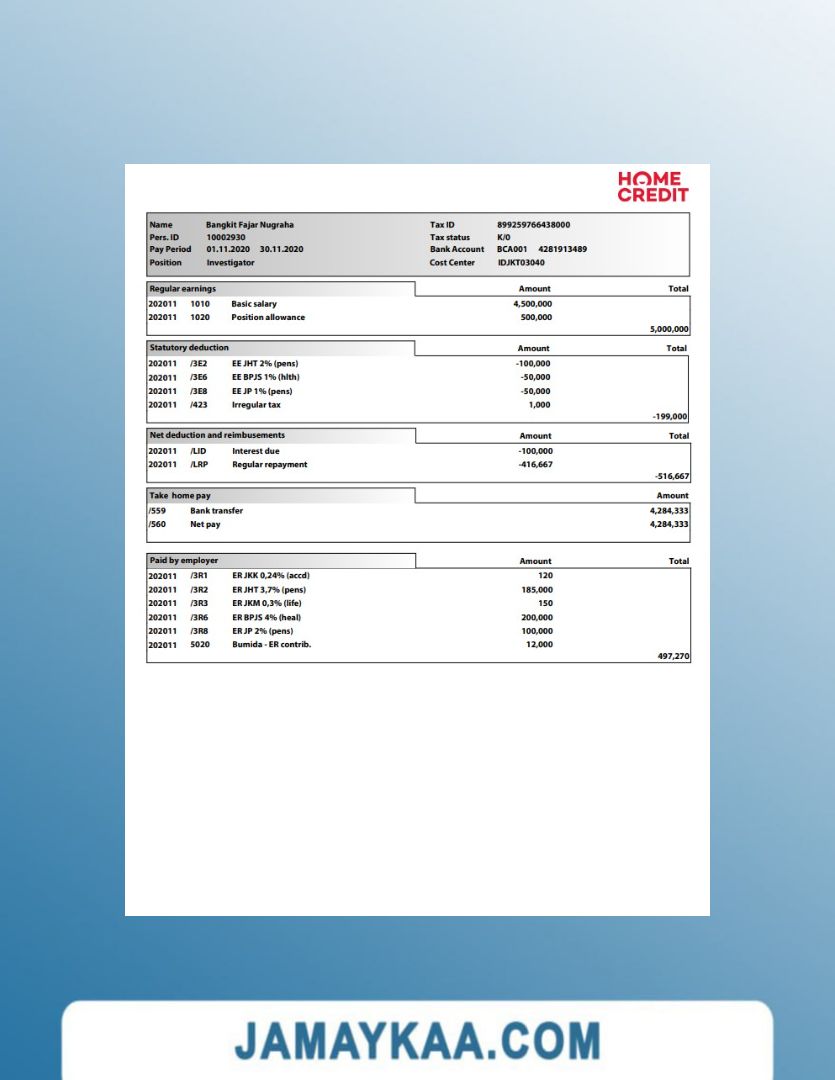 HOME
CREDIT
Name Bangkit Fajar Nugraha Tax ID 899259766438000
Pers. ID 10002930 Tax status K/0
Pay Period 01.11.2020 30.11.2020 Bank Account BCA001 4281913489
Position Investigator Cost Center IDJKT03040
Regular earnings Amount Total
202011 1010 Basic salary 4,500,000
202011 1020 Position allowance 500,000
5,000,000
Statutory deduction Amount Total
202011 /3E2 EE JHT 2% (pens) -100,000
202011 /3E6 EE BPJS 1% (hlth) -50,000
202011 /3E8 EE JP 1% (pens) -50,000
202011 /423 Irregular tax 1,000
-199,000
Net deduction and reimbusements Amount Total
202011 /LID Interest due -100,000
202011 /LRP Regular repayment -416,667
-516,667
Take home pay Amount
/559 Bank transfer 4,284,333
/560 Net pay 4,284,333
Paid by employer Amount Total
202011 /3R1 ER JKK 0,24% (accd) 120
202011 /3R2 ER JHT 3,7% (pens) 185,000
202011 /3R3 ER JKM 0,3% (life) 150
202011 /3R6 ER BPJS 4% (heal) 200,000
202011 /3R8 ER JP 2% (pens) 100,000
202011 5020 Bumida - ER contrib. 12,000
497,270
JAMAYKAA.COM